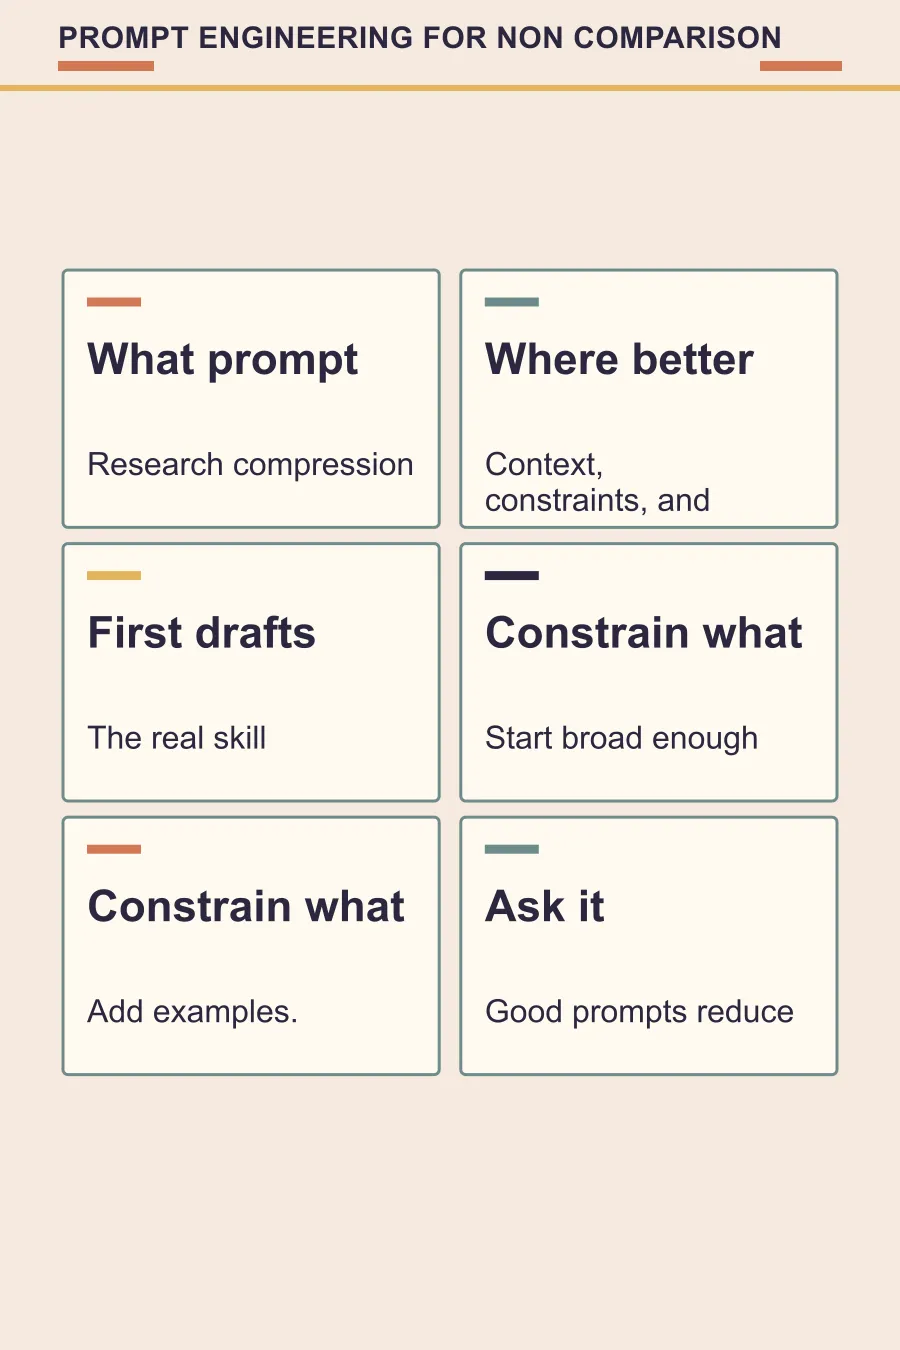 PROMPT ENGINEERING FOR NON COMPARISON
What prompt
Research compression
Where better
Context,
constraints, and
First drafts
The real skill
Constrain what
Start broad enough
Constrain what
Add examples.
Ask it
Good prompts reduce